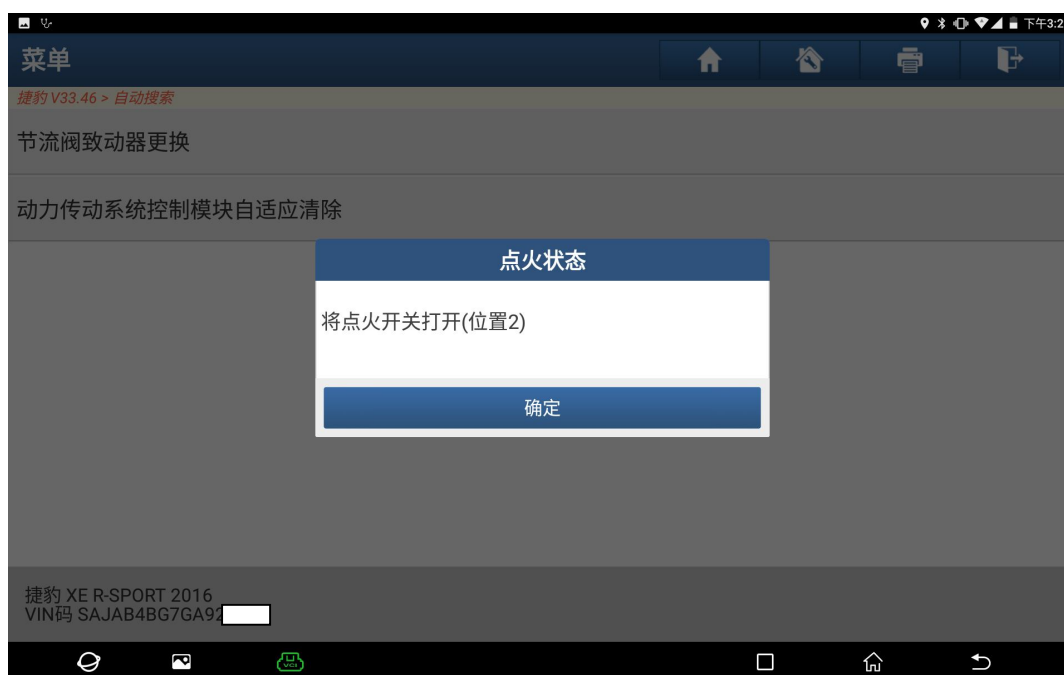 下午3:2
菜单
捷豹 V33.46 > 自动搜索
节流阀致动器更换
动力传动系统控制模块自适应清除
点火状态
将点火开关打开(位置2)
确定
捷豹 XE R-SPORT 2016
VIN码 SAJAB4BG7GA92
VCI